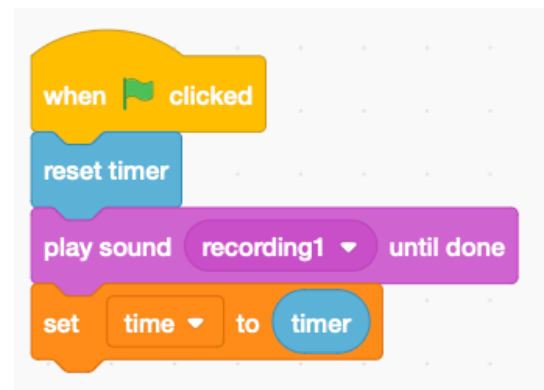 when clicked
reset timer
play sound recording1 until done
set time to timer